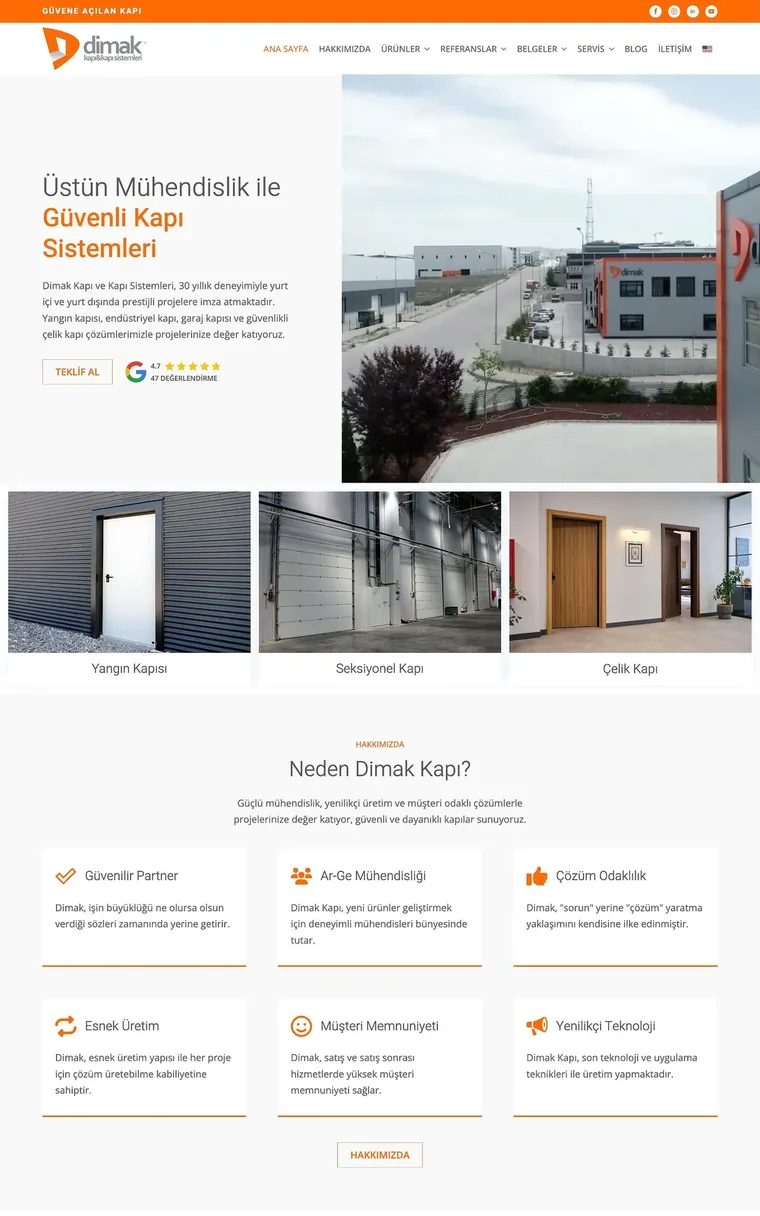 GÜVENE AÇILAN KAPI
dimak
kapı&kapı sistemleri
ANA SAYFA HAKKIMIZDA ÜRÜNLER REFERANSLAR BELGELER SERVİS BLOG İLETİŞİM
Üstün Mühendislik ile
Güvenli Kapı
Sistemleri
Dimak Kapı ve Kapı Sistemleri, 30 yıllık deneyimiyle yurt
içi ve yurt dışında prestijli projelere imza atmaktadır.
Yangın kapısı, endüstriyel kapı, garaj kapısı ve güvenlikli
çelik kapı çözümlerimizle projelerinize değer katıyoruz.
TEKLİF AL
4.7
47 DEĞERLENDİRME
dimak
Yangın Kapısı
Seksiyonel Kapı
Çelik Kapı
HAKKIMIZDA
Neden Dimak Kapı?
Güçlü mühendislik, yenilikçi üretim ve müşteri odaklı çözümlerle
projelerinize değer katıyor, güvenli ve dayanıklı kapılar sunuyoruz.
Güvenilir Partner
Dimak, işin büyüklüğü ne olursa olsun
verdiği sözleri zamanında yerine getirir.
Ar-Ge Mühendisliği
Dimak Kapı, yeni ürünler geliştirmek
için deneyimli mühendisleri bünyesinde
tutar.
Çözüm Odaklılık
Dimak, "sorun" yerine "çözüm" yaratma
yaklaşımını kendisine ilke edinmiştir.
Esnek Üretim
Dimak, esnek üretim yapısı ile her proje
için çözüm üretebilme kabiliyetine
sahiptir.
Müşteri Memnuniyeti
Dimak, satış ve satış sonrası
hizmetlerde yüksek müşteri
memnuniyeti sağlar.
Yenilikçi Teknoloji
Dimak Kapı, son teknoloji ve uygulama
teknikleri ile üretim yapmaktadır.
HAKKIMIZDA